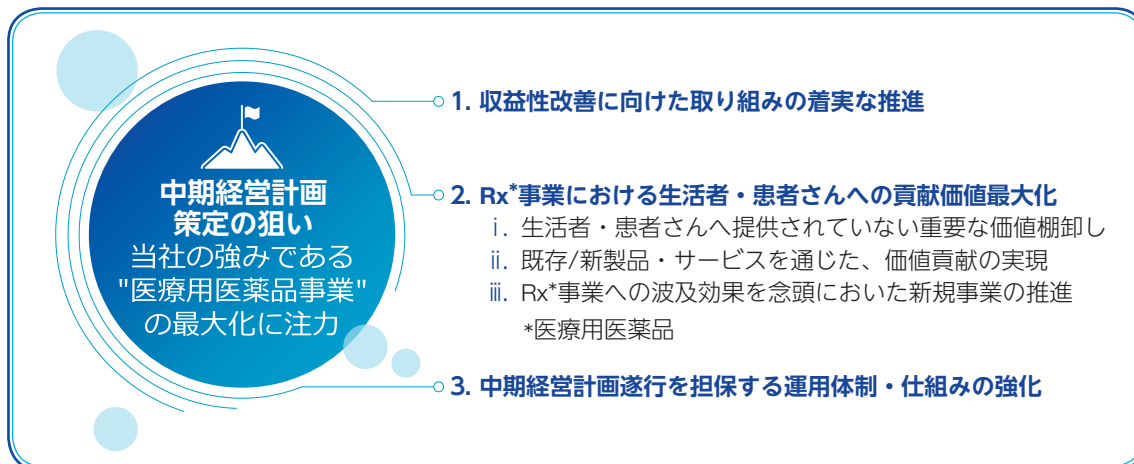 中期経営計画
策定の狙い
当社の強みである
"医療用医薬品事業"
の最大化に注力
1. 収益性改善に向けた取り組みの着実な推進
2. Rx*事業における生活者・患者さんへの貢献価値最大化
ⅰ. 生活者・患者さんへ提供されていない重要な価値棚卸し
ⅱ. 既存/新製品・サービスを通じた、価値貢献の実現
ⅲ. Rx*事業への波及効果を念頭においた新規事業の推進
*医療用医薬品
3. 中期経営計画遂行を担保する運用体制・仕組みの強化